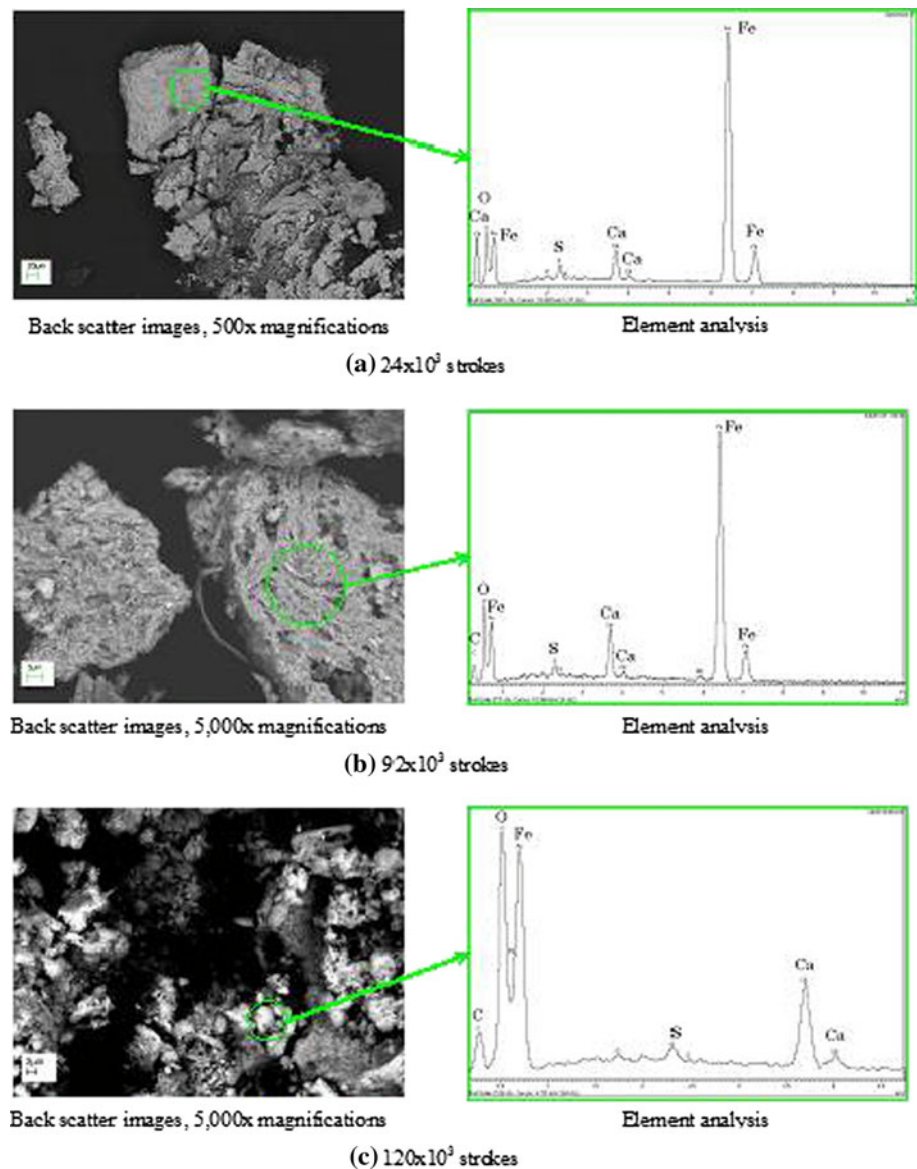 Fe
O
Ca
Fe
S
Ca
Ca
Fe
20µm
Back scatter images, 500x magnifications
Element analysis
(a) 24x10³ strokes
Fe
O
Fe
C
S
Ca
Ca
Fe
Back scatter images, 5,000x magnifications
Element analysis
(b) 92x10³ strokes
O
Fe
C
S
Ca
Ca
Back scatter images, 5,000x magnifications
Element analysis
(c) 120x10³ strokes